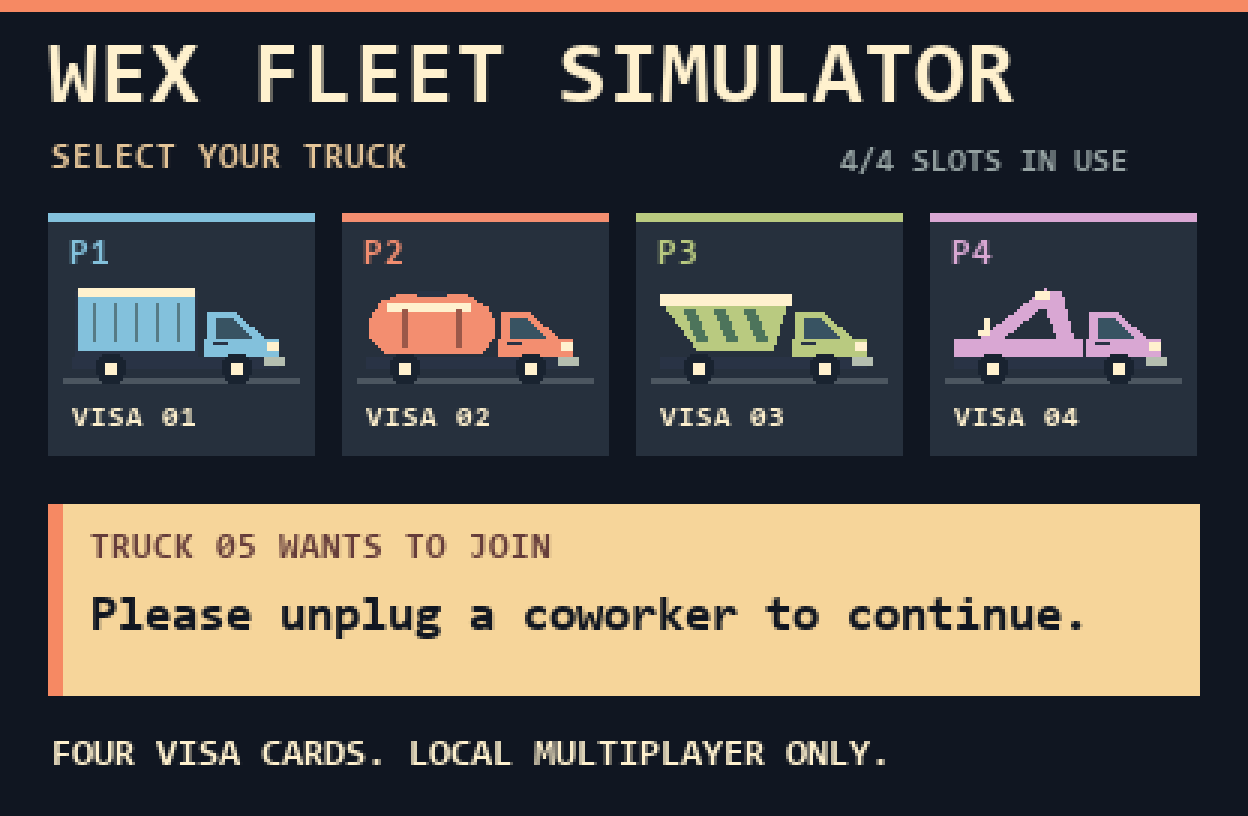 WEX FLEET SIMULATOR
SELECT YOUR TRUCK
4/4 SLOTS IN USE
P1
P2
P3
P4
VISA 01
VISA 02
VISA 03
VISA 04
TRUCK 05 WANTS TO JOIN
Please unplug a coworker to continue.
FOUR VISA CARDS. LOCAL MULTIPLAYER ONLY.